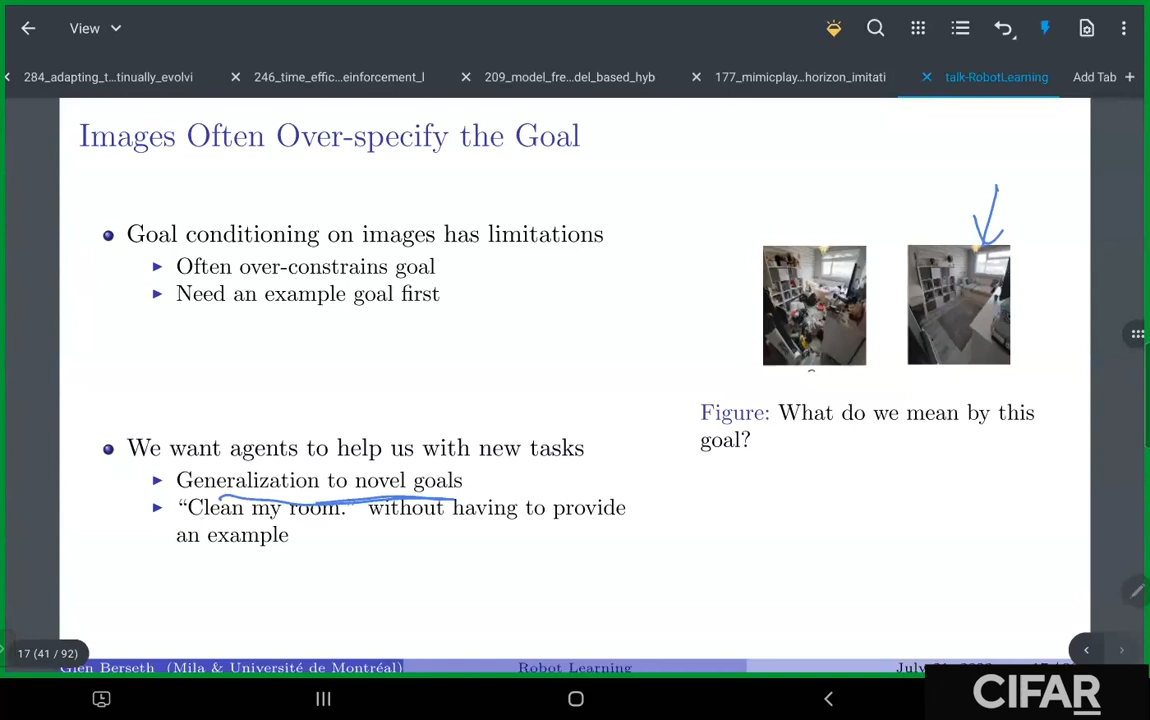 View
284_adapting_t...tinually_evolvi
246_time_effic...einforcement_l
209_model_free...del_based_hyb
177_mimicplay...horizon_imitati
talk-RobotLearning
Add Tab +
Images Often Over-specify the Goal
Goal conditioning on images has limitations
Often over-constrains goal
Need an example goal first
Figure: What do we mean by this
goal?
We want agents to help us with new tasks
Generalization to novel goals
“Clean my room.” without having to provide
an example
17 (41 / 92)
Glen Berseth (Mila & Université de Montréal)
Robot Learning
July
CIFAR